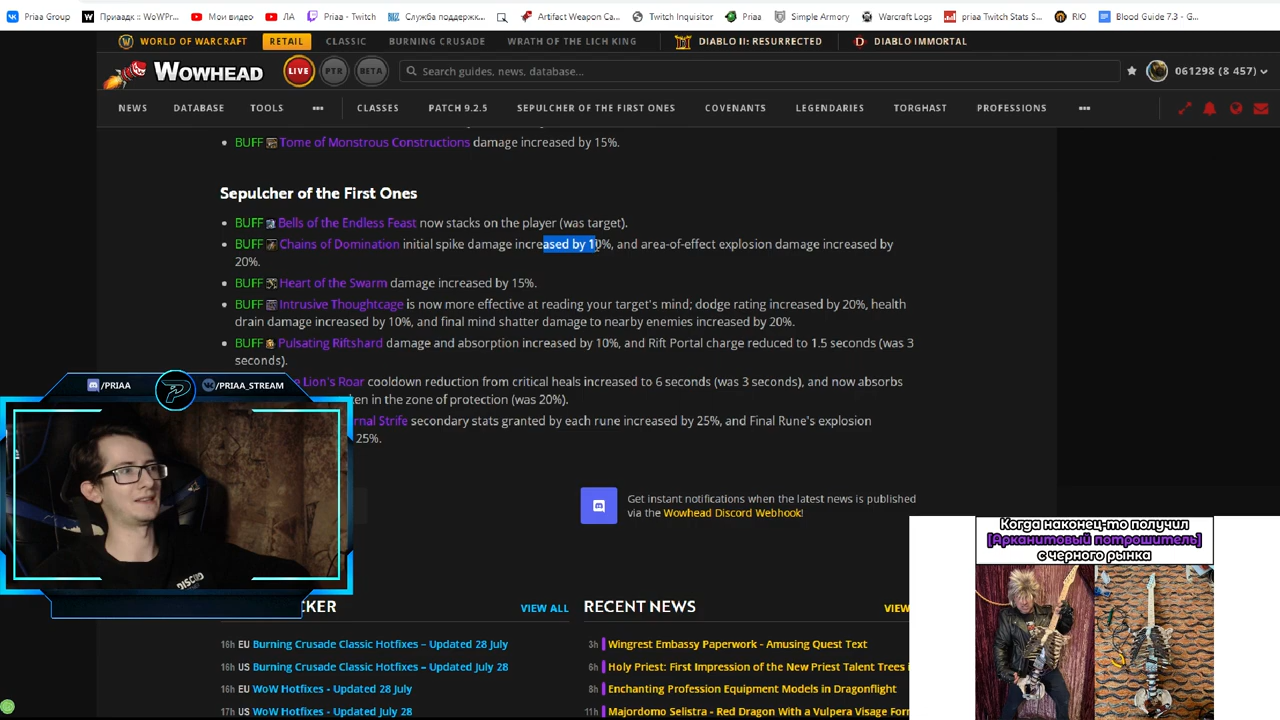 Priaa Group
Приаадк :: WoWPr...
Мои видео
ЛА
Priaa - Twitch
Служба поддержк...
Artifact Weapon Ca...
Twitch Inquisitor
Priaa
Simple Armory
Warcraft Logs
priaa Twitch Stats S...
RIO
Blood Guide 7.3 - G...
WORLD OF WARCRAFT
RETAIL
CLASSIC
BURNING CRUSADE
WRATH OF THE LICH KING
DIABLO II: RESURRECTED
DIABLO IMMORTAL
WOWHEAD
LIVE
PTR
BETA
Search guides, news, database...
061298 (8 457)
NEWS
DATABASE
TOOLS
CLASSES
PATCH 9.2.5
SEPULCHER OF THE FIRST ONES
COVENANTS
LEGENDARIES
TORGHAST
PROFESSIONS
BUFF Tome of Monstrous Constructions damage increased by 15%.
Sepulcher of the First Ones
BUFF Bells of the Endless Feast now stacks on the player (was target).
BUFF Chains of Domination initial spike damage increased by 10%, and area-of-effect explosion damage increased by
20%.
BUFF Heart of the Swarm damage increased by 15%.
BUFF Intrusive Thoughtcage is now more effective at reading your target's mind; dodge rating increased by 20%, health
drain damage increased by 10%, and final mind shatter damage to nearby enemies increased by 20%.
BUFF Pulsating Riftshard damage and absorption increased by 10%, and Rift Portal charge reduced to 1.5 seconds (was 3
seconds).
Lion's Roar cooldown reduction from critical heals increased to 6 seconds (was 3 seconds), and now absorbs
in the zone of protection (was 20%).
Strife secondary stats granted by each rune increased by 25%, and Final Rune's explosion
25%.
/PRIAA
/PRIAA_STREAM
Get instant notifications when the latest news is published
via the Wowhead Discord Webhook!
VIEW ALL
16h EU Burning Crusade Classic Hotfixes – Updated 28 July
16h US Burning Crusade Classic Hotfixes – Updated July 28
16h EU WoW Hotfixes - Updated 28 July
17h US WoW Hotfixes - Updated July 28
RECENT NEWS
VIEW
3h Wingrest Embassy Paperwork - Amusing Quest Text
6h Holy Priest: First Impression of the New Priest Talent Trees i
8h Enchanting Profession Equipment Models in Dragonflight
11h Majordomo Selistra - Red Dragon With a Vulpera Visage Form
Когда наконец-то получил
[Арканитовый потрошитель]
с черного рынка